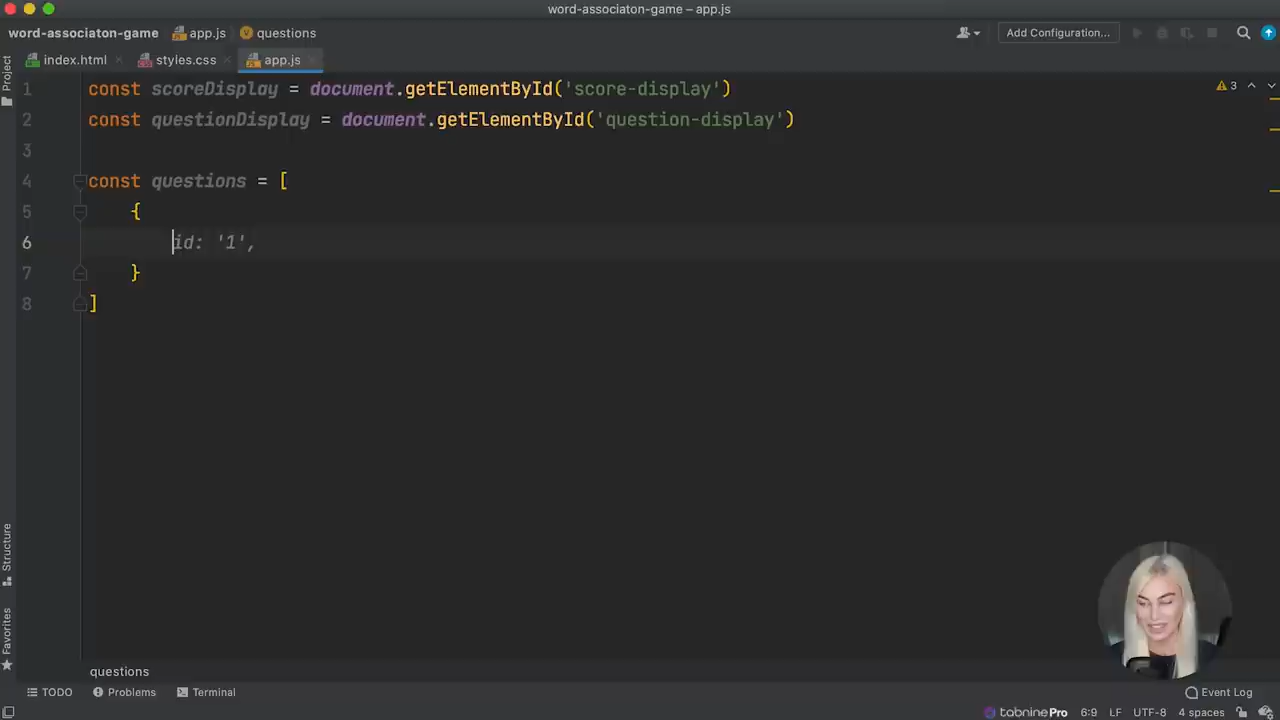 word-associaton-game – app.js
word-associaton-game app.js questions Add Configuration...
index.html styles.css app.js
Project
1 const scoreDisplay = document.getElementById('score-display')
2 const questionDisplay = document.getElementById('question-display')
3
4 const questions = [
5 {
6 id: '1',
7 }
8 ]
3
Structure
Favorites
questions
TODO Problems Terminal Event Log
tabninePro 6:9 LF UTF-8 4 spaces